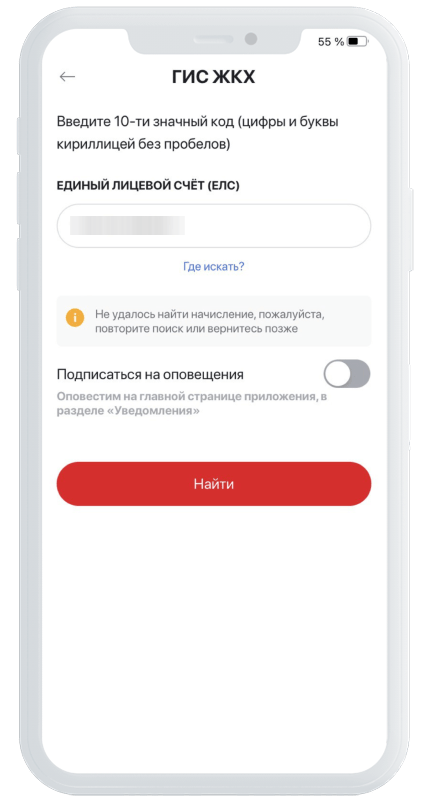 55 %
ГИС ЖКХ
Введите 10-ти значный код (цифры и буквы
кириллицей без пробелов)
ЕДИНЫЙ ЛИЦЕВОЙ СЧЁТ (ЕЛС)
Где искать?
Не удалось найти начисление, пожалуйста,
повторите поиск или вернитесь позже
Подписаться на оповещения
Оповестим на главной странице приложения, в
разделе «Уведомления»
Найти